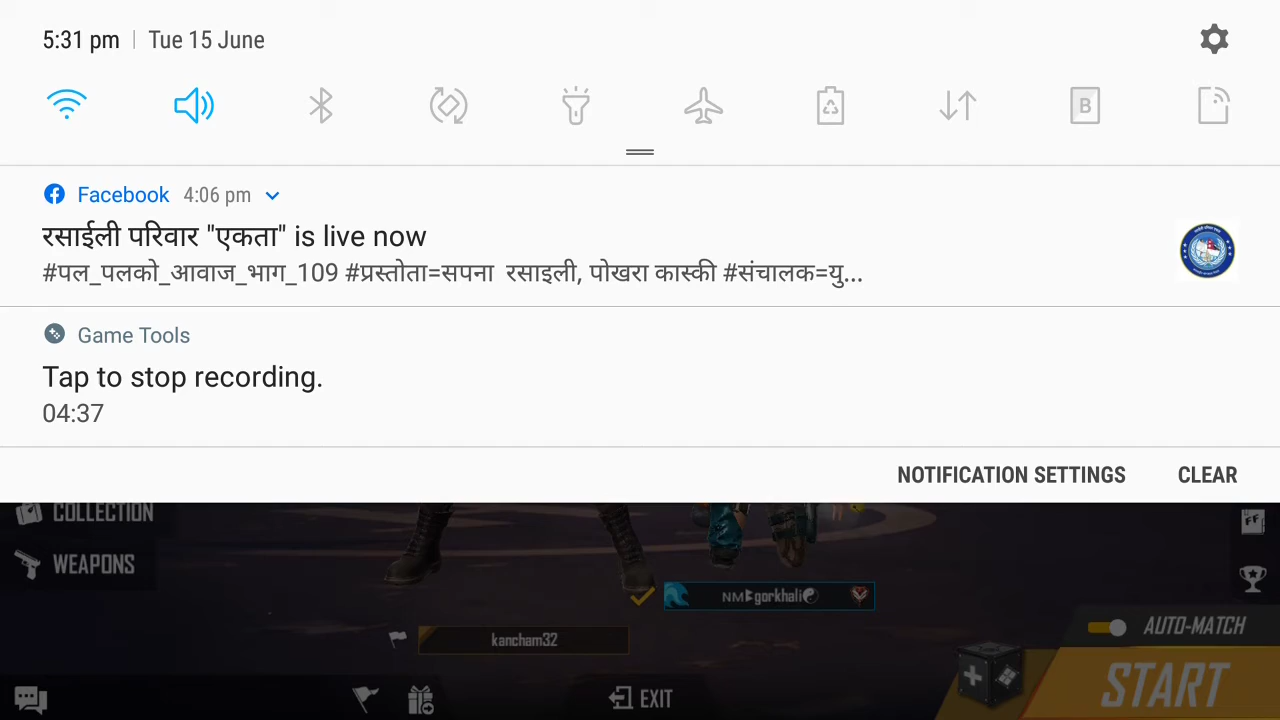 5:31 pm | Tue 15 June
B
Facebook 4:06 pm
रसाईली परिवार "एकता" is live now
#पल_पलको_आवाज_भाग_109 #प्रस्तोता=सपना रसाइली, पोखरा कास्की #संचालक=यु...
Game Tools
Tap to stop recording.
04:37
NOTIFICATION SETTINGS CLEAR
COLLECTION
FF
WEAPONS
NM gorkhali
AUTO-MATCH
kancham32
START
EXIT